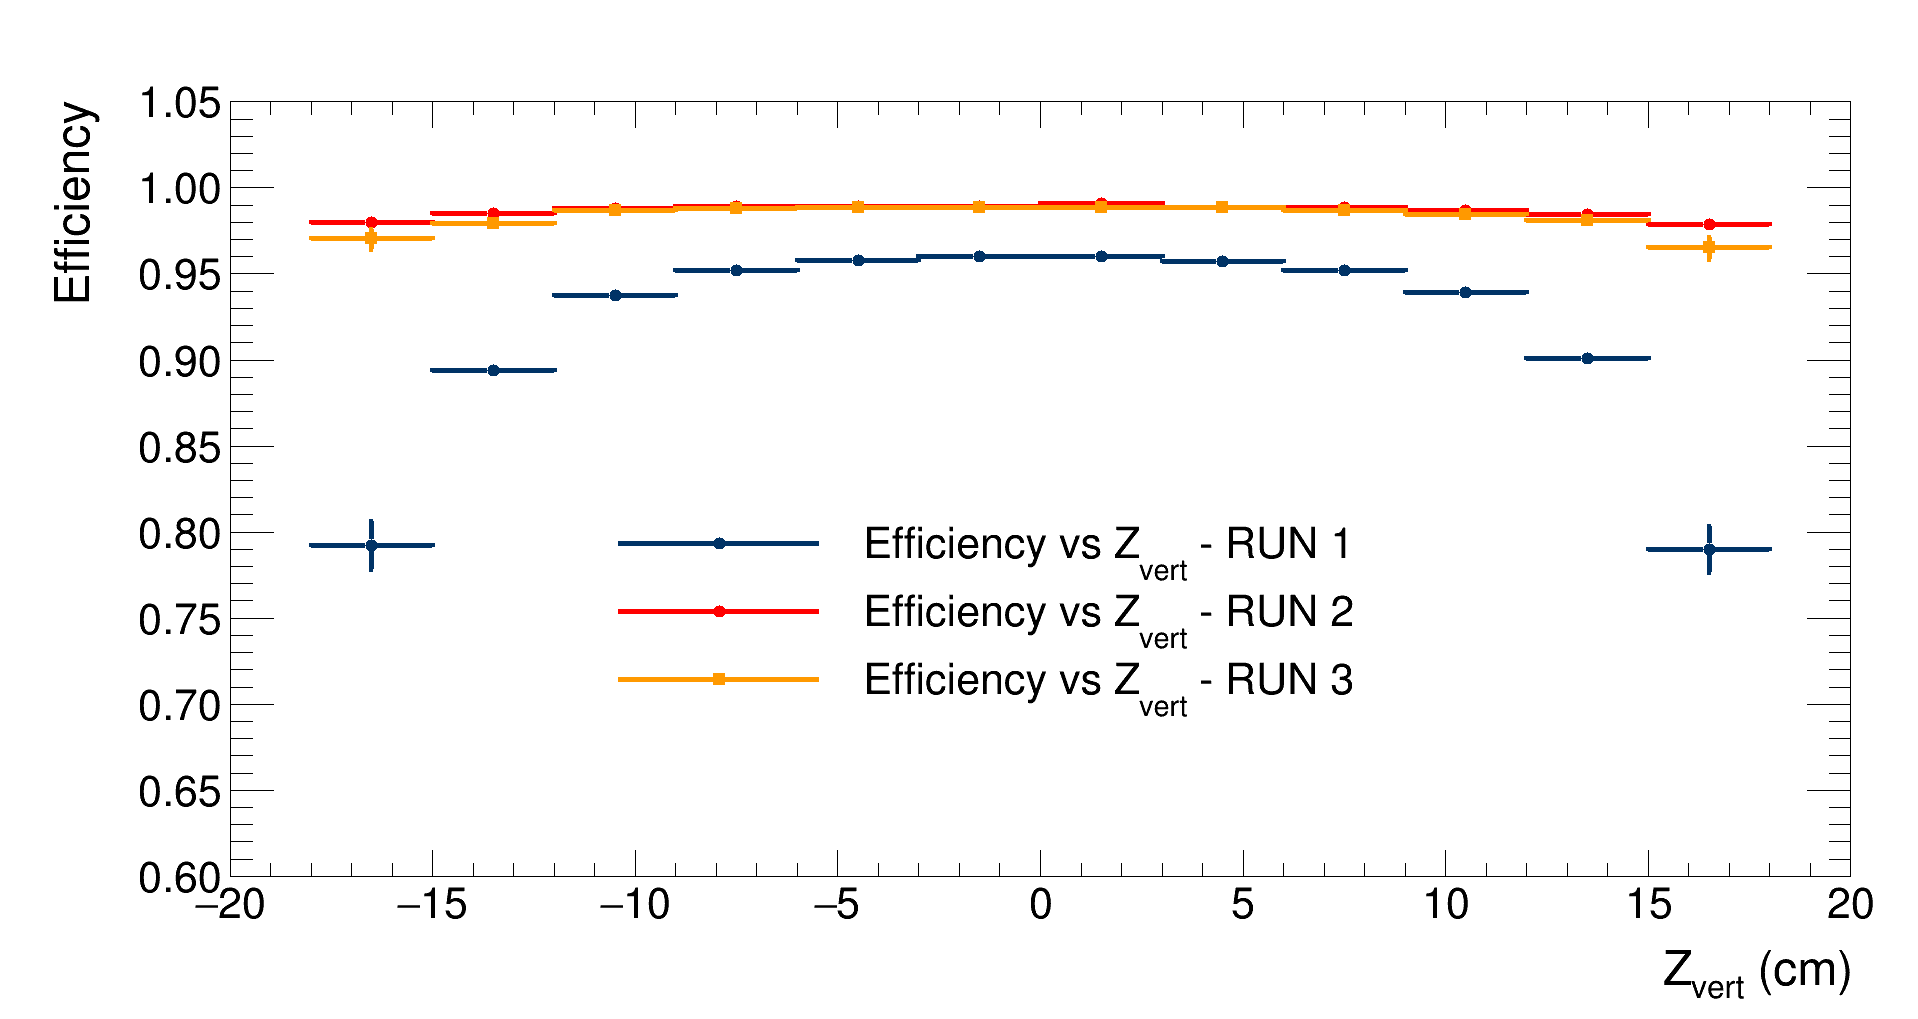 Efficiency
1.05
1.00
0.95
0.90
0.85
0.80
0.75
0.70
0.65
0.60
Efficiency vs Zvert - RUN 1
Efficiency vs Zvert - RUN 2
Efficiency vs Zvert - RUN 3
−20 −15 −10 −5 0 5 10 15 20
Zvert (cm)